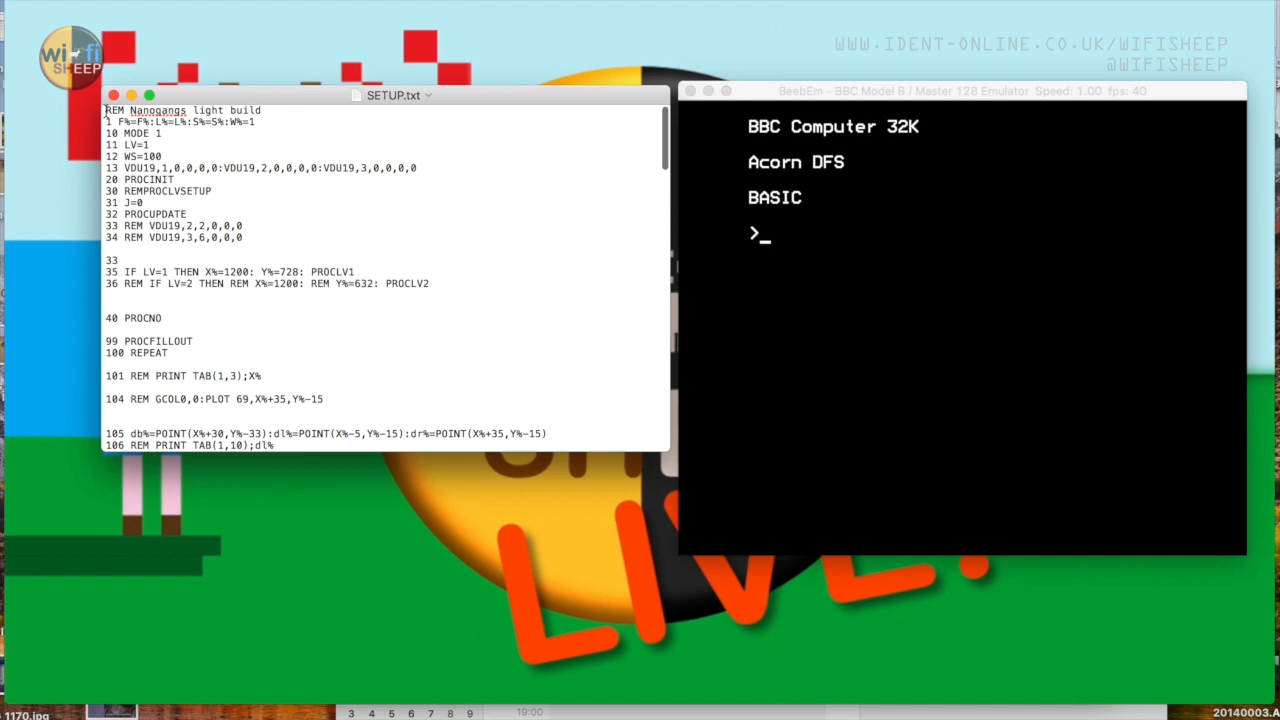 wi fi
SHEEP
WWW.IDENT-ONLINE.CO.UK/WIFISHEEP
@WIFISHEEP
SETUP.txt
REM Nanogangs light build
1 F%=F%:L%=L%:S%=S%:W%=1
10 MODE 1
11 LV=1
12 WS=100
13 VDU19,1,0,0,0,0:VDU19,2,0,0,0,0:VDU19,3,0,0,0,0
20 PROCINIT
30 REMPROCLVSETUP
31 J=0
32 PROCUPDATE
33 REM VDU19,2,2,0,0,0
34 REM VDU19,3,6,0,0,0
33
35 IF LV=1 THEN X%=1200: Y%=728: PROCLV1
36 REM IF LV=2 THEN REM X%=1200: REM Y%=632: PROCLV2
40 PROCNO
99 PROCFILLOUT
100 REPEAT
101 REM PRINT TAB(1,3);X%
104 REM GCOL0,0:PLOT 69,X%+35,Y%-15
105 db%=POINT(X%+30,Y%-33):dl%=POINT(X%-5,Y%-15):dr%=POINT(X%+35,Y%-15)
106 REM PRINT TAB(1,10);dl%
BeebEm - BBC Model B / Master 128 Emulator Speed: 1.00 fps: 40
BBC Computer 32K
Acorn DFS
BASIC
>_
LIVE!
1170.jpg
3 4 5 6 7 8 9
19:00
20140003.A